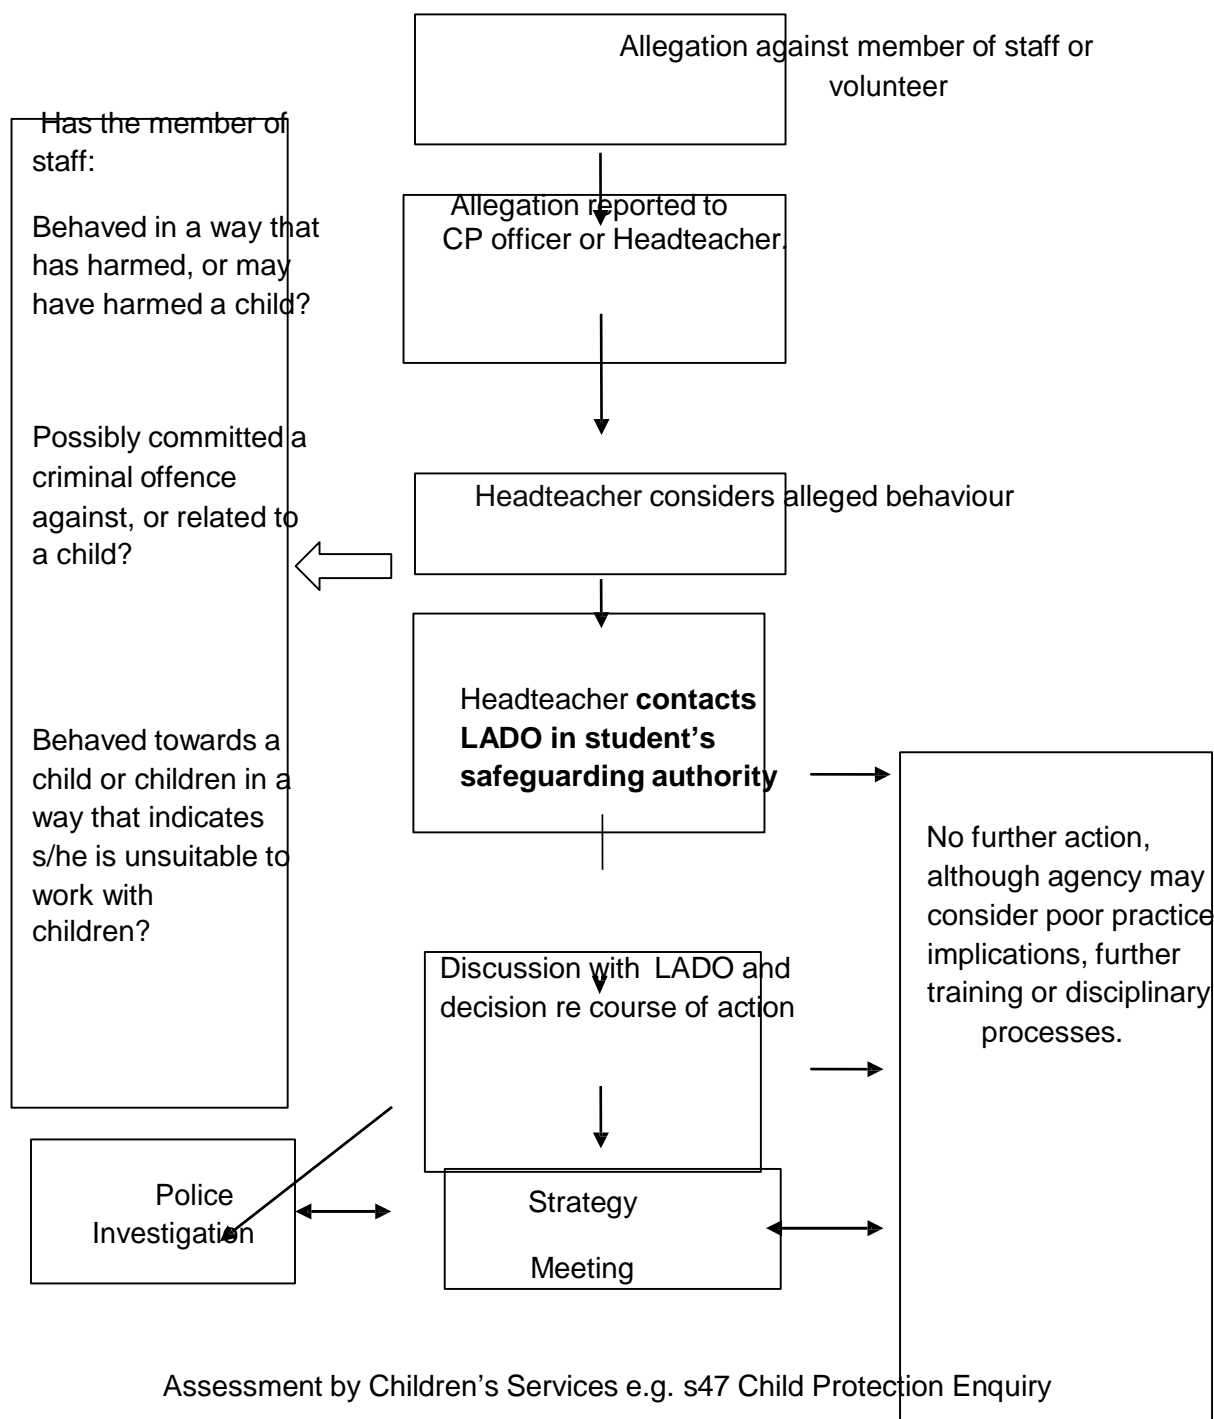 Allegation against member of staff or
volunteer
Has the member of
staff:
Behaved in a way that
has harmed, or may
have harmed a child?
Possibly committed a
criminal offence
against, or related to
a child?
Behaved towards a
child or children in a
way that indicates
s/he is unsuitable to
work with
children?
Allegation reported to
CP officer or Headteacher.
Headteacher considers alleged behaviour
Headteacher contacts
LADO in student’s
safeguarding authority
No further action,
although agency may
consider poor practice
implications, further
training or disciplinary
processes.
Discussion with LADO and
decision re course of action
Police
Investigation
Strategy
Meeting
Assessment by Children’s Services e.g. s47 Child Protection Enquiry